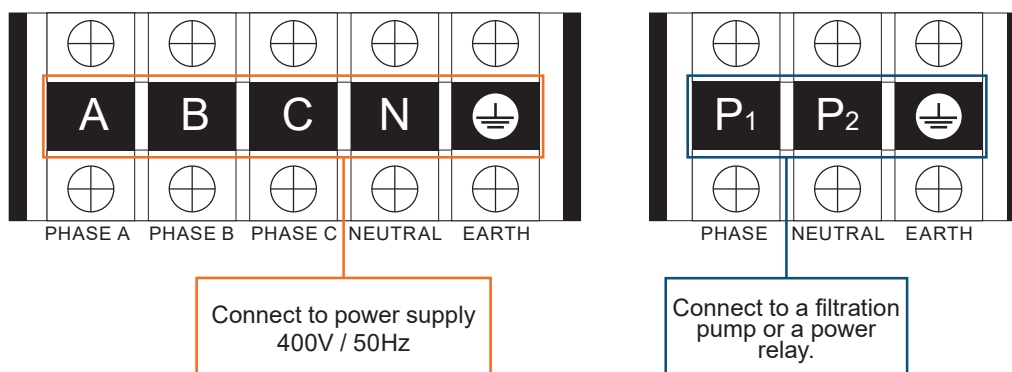 A B C N
P1 P2
PHASE A PHASE B PHASE C NEUTRAL EARTH
PHASE NEUTRAL EARTH
Connect to power supply
400V / 50Hz
Connect to a filtration
pump or a power
relay.